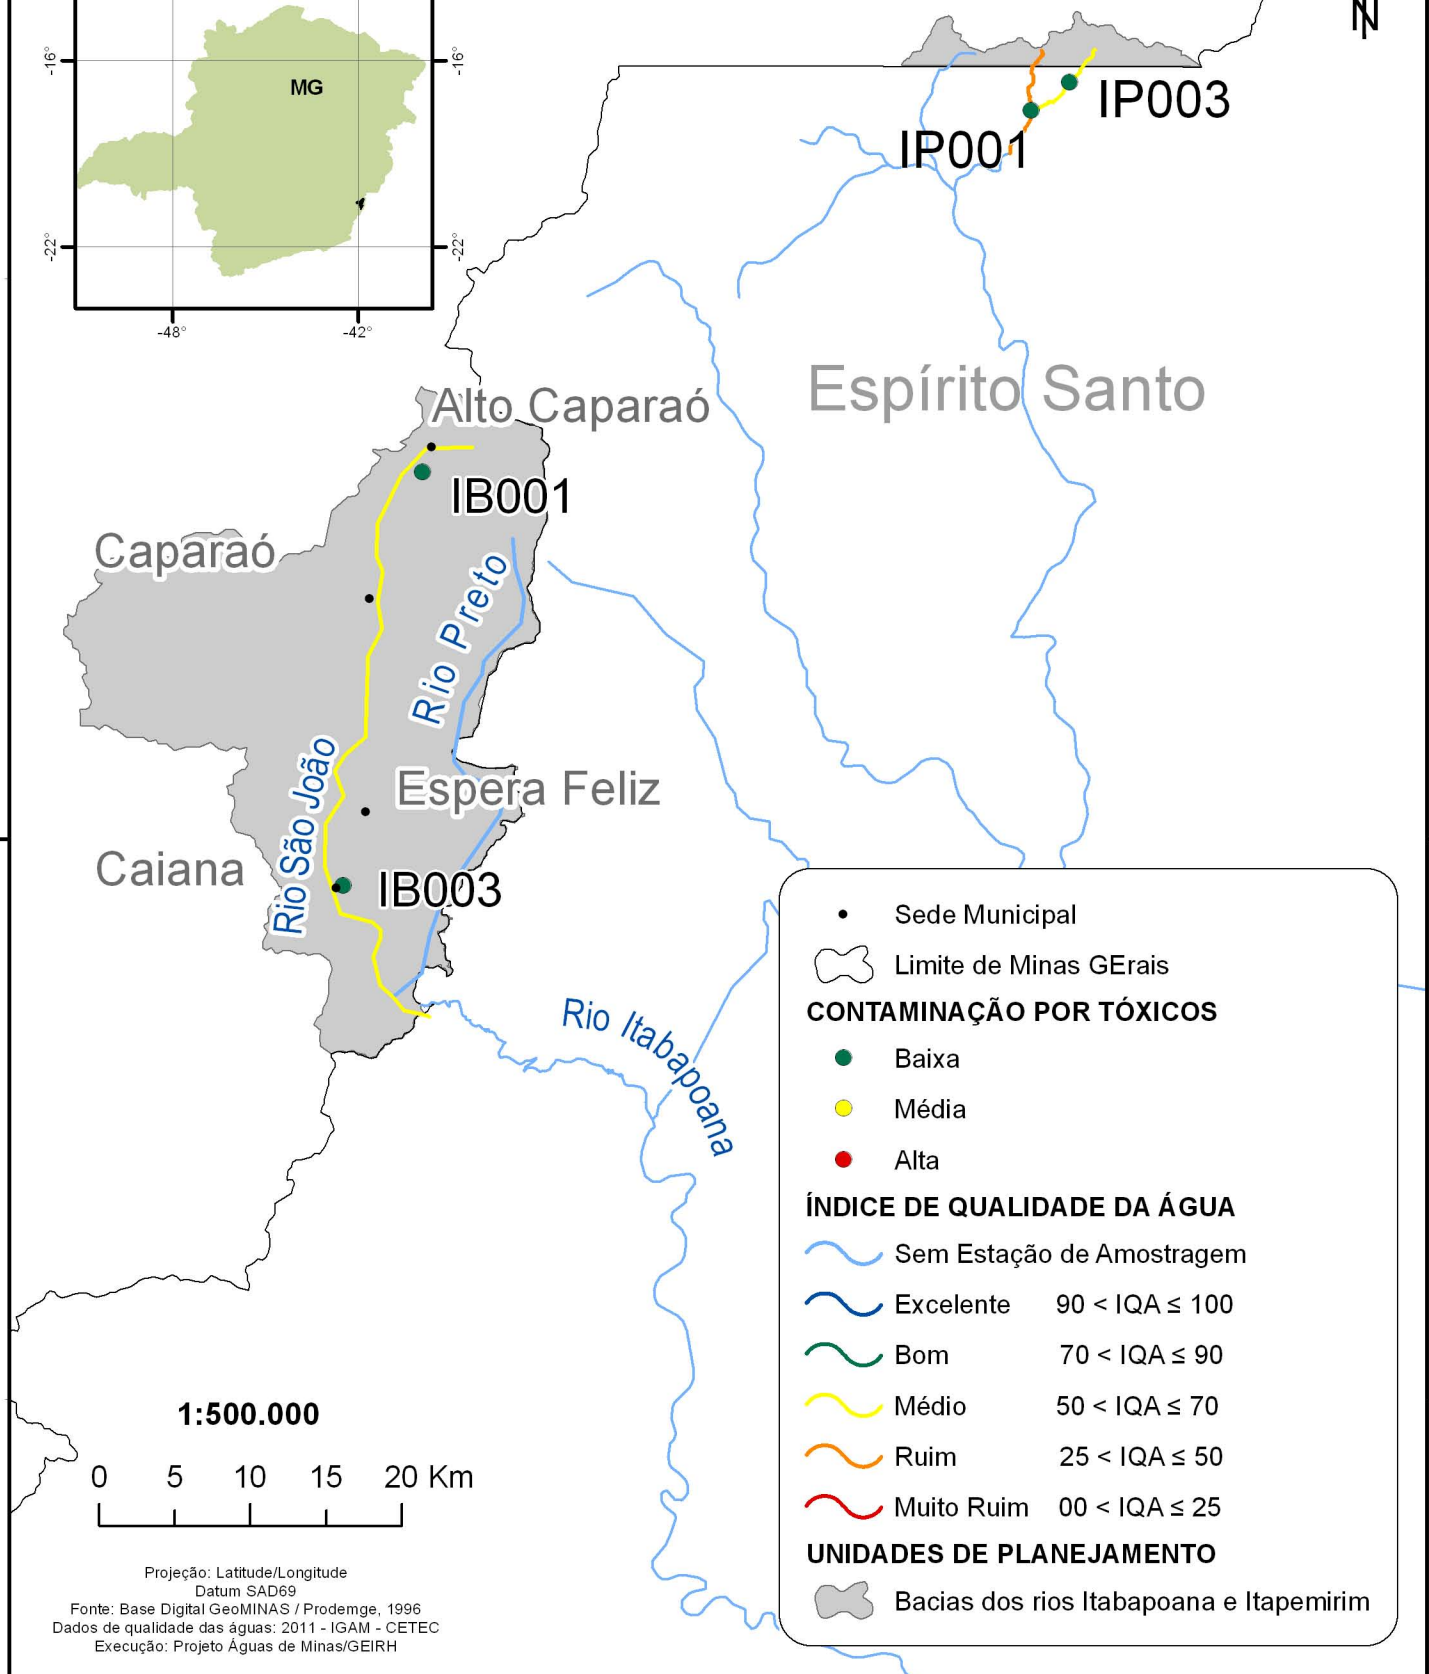 -16°
-16°
MG
-22°
-22°
-48°
-42°
N
IP003
IP001
Espírito Santo
Alto Caparaó
IB001
Caparaó
Rio Preto
Rio São João
Espera Feliz
Caiana
IB003
Rio Itabapoana
Sede Municipal
Limite de Minas GErais
CONTAMINAÇÃO POR TÓXICOS
Baixa
Média
Alta
ÍNDICE DE QUALIDADE DA ÁGUA
Sem Estação de Amostragem
Excelente 90 < IQA ≤ 100
Bom 70 < IQA ≤ 90
Médio 50 < IQA ≤ 70
Ruim 25 < IQA ≤ 50
Muito Ruim 00 < IQA ≤ 25
UNIDADES DE PLANEJAMENTO
Bacias dos rios Itabapoana e Itapemirim
1:500.000
0 5 10 15 20 Km
Projeção: Latitude/Longitude
Datum SAD69
Fonte: Base Digital GeoMINAS / Prodemge, 1996
Dados de qualidade das águas: 2011 - IGAM - CETEC
Execução: Projeto Águas de Minas/GEIRH